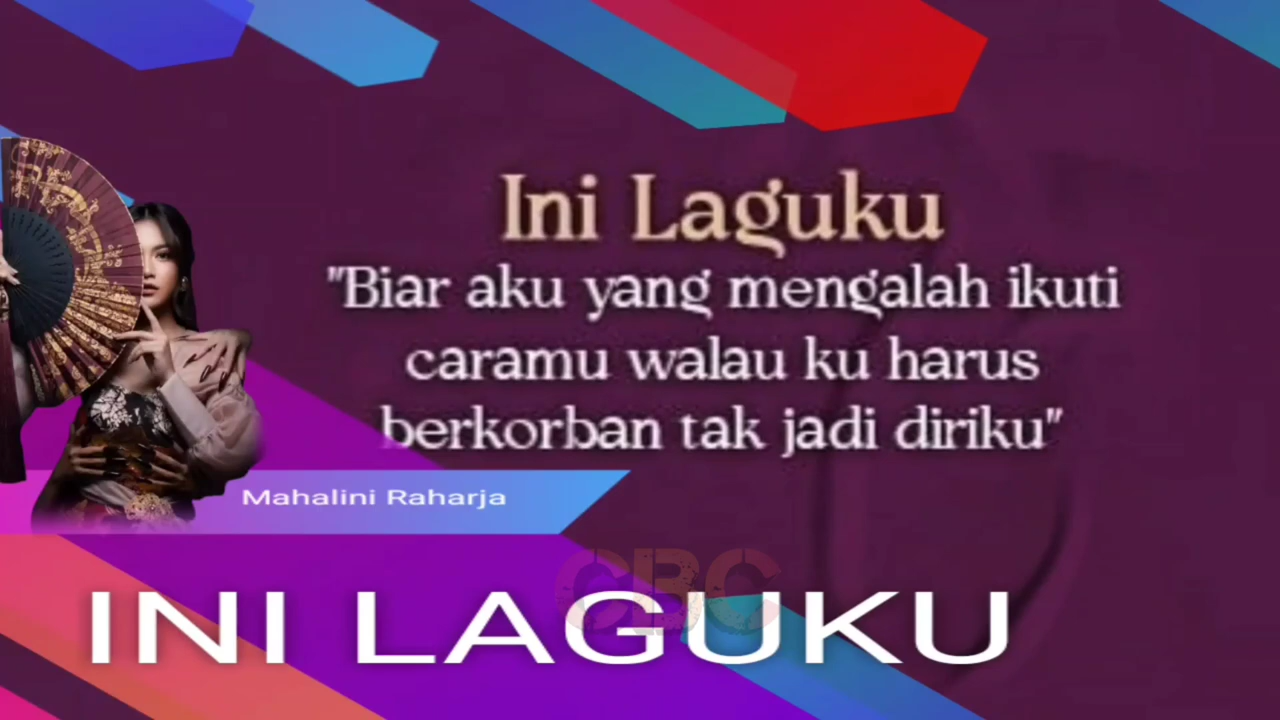 Ini Laguku
"Biar aku yang mengalah ikuti
caramu walau ku harus
berkorban tak jadi diriku"
Mahalini Raharja
CBC
INI LAGUKU